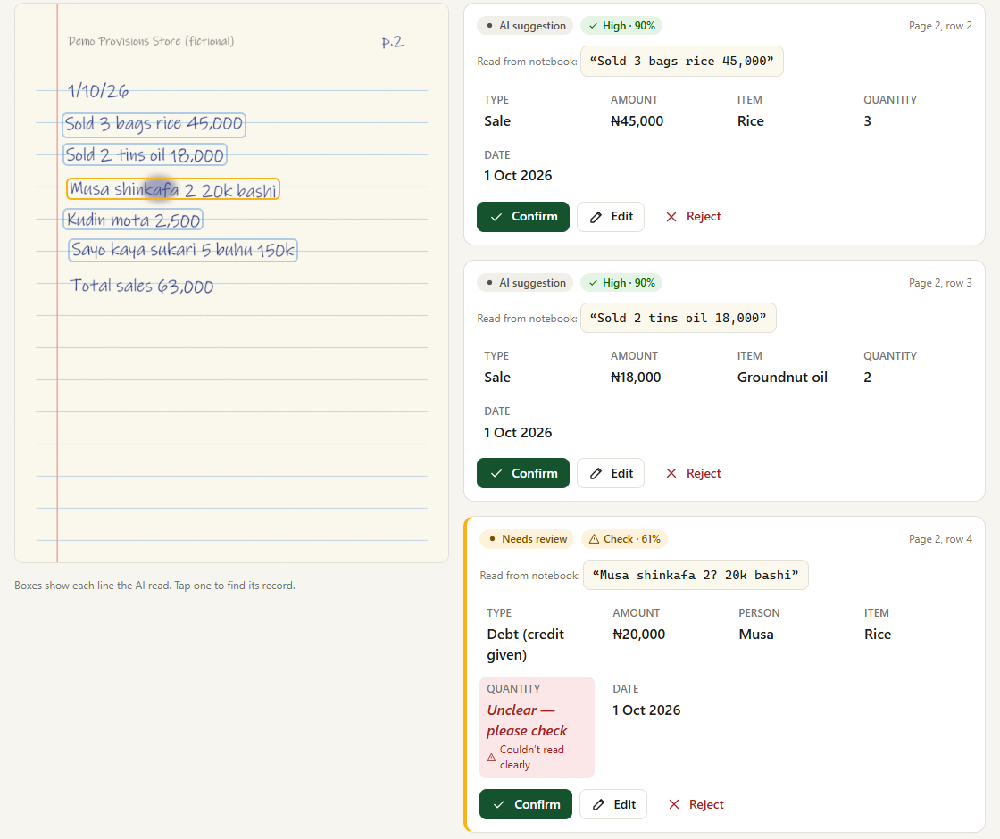 Demo Provisions Store (fictional)
p.2
1/10/26
Sold 3 bags rice 45,000
Sold 2 tins oil 18,000
Musa shinkafa 2 20k bashi
Kudin mota 2,500
Sayo kaya sukari 5 buhu 150k
Total sales 63,000
Boxes show each line the AI read. Tap one to find its record.
AI suggestion High · 90% Page 2, row 2
Read from notebook: “Sold 3 bags rice 45,000”
TYPE AMOUNT ITEM QUANTITY
Sale ₦45,000 Rice 3
DATE
1 Oct 2026
Confirm Edit Reject
AI suggestion High · 90% Page 2, row 3
Read from notebook: “Sold 2 tins oil 18,000”
TYPE AMOUNT ITEM QUANTITY
Sale ₦18,000 Groundnut oil 2
DATE
1 Oct 2026
Confirm Edit Reject
Needs review Check · 61% Page 2, row 4
Read from notebook: “Musa shinkafa 2? 20k bashi”
TYPE AMOUNT PERSON ITEM
Debt (credit given) ₦20,000 Musa Rice
QUANTITY DATE
Unclear — please check 1 Oct 2026
Couldn’t read clearly
Confirm Edit Reject